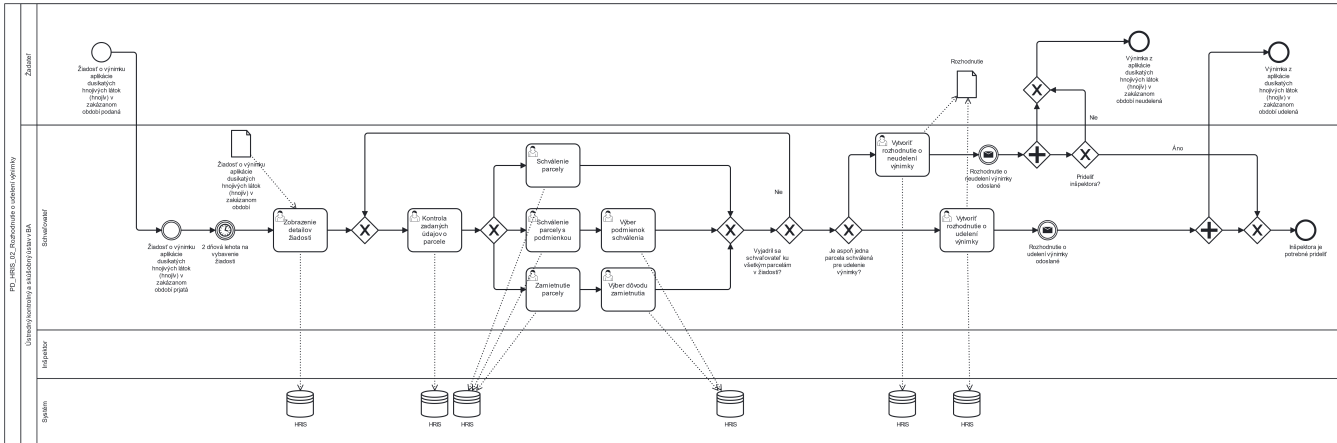 PD_HRIS_02_Rozhodnutie o udelení výnimky
Žiadateľ
Ústredný kontrolný a skúšobný ústav v BA
Schvaľovateľ
Inšpektor
Systém
Žiadosť o výnimku
aplikácie
dusíkatých
hnojivých látok
(hnojív) v
zakázanom
období podaná
Žiadosť o výnimku
aplikácie
dusíkatých
hnojivých látok
(hnojív) v
zakázanom
období
Žiadosť o výnimku
aplikácie
dusíkatých
hnojivých látok
(hnojív) v
zakázanom
období prjatá
2 dňová lehota na
vybavenie
žiadosti
Zobrazenie
detailov
žiadosti
Kontrola
zadaných
údajov o
parcele
Schválenie
parcely
Schválenie
parcely s
podmienkou
Výber
podmienok
schválenia
Zamietnutie
parcely
Výber dôvodu
zamietnutia
Nie
Vyjadril sa
schvaľovateľ ku
všetkým parcelám
v žiadosti?
Je aspoň jedna
parcela schválená
pre udelenie
výnimky?
Vytvoriť
rozhodnutie o
neudelení
výnimky
Vytvoriť
rozhodnutie o
udelení
výnimky
Rozhodnutie
Rozhodnutie o
neudelení výnimky
odoslané
Rozhodnutie o
udelení výnimky
odoslané
Prideliť
inšpektora?
Nie
Áno
Výnimka z
aplikácie
dusíkatých
hnojivých látok
(hnojív) v
zakázanom
období neudelená
Výnimka z
aplikácie
dusíkatých
hnojivých látok
(hnojív) v
zakázanom
období udelená
Inšpektora je
potrebné prideliť
HRIS
HRIS
HRIS
HRIS
HRIS
HRIS